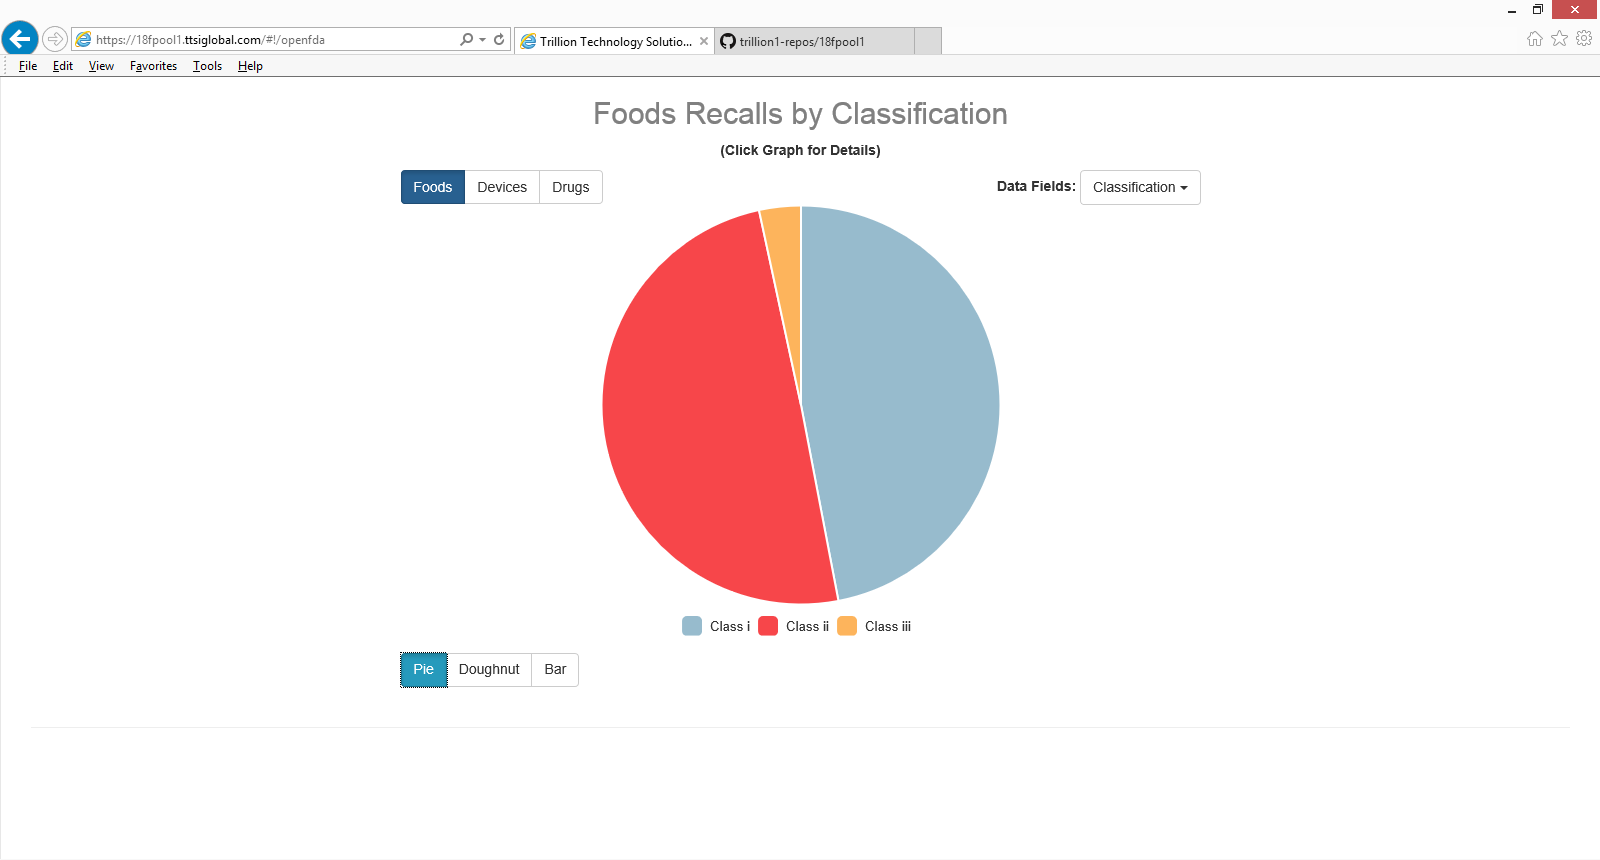 https://18fpool1.ttsiglobal.com/#!/openfda
Trillion Technology Solutio...
trillion1-repos/18fpool1
File Edit View Favorites Tools Help
Foods Recalls by Classification
(Click Graph for Details)
Foods Devices Drugs
Data Fields: Classification
Class i Class ii Class iii
Pie Doughnut Bar